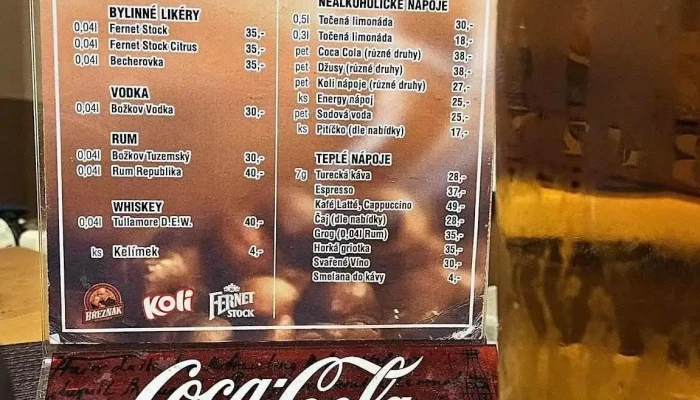 BYLINNÉ LIKÉRY
0,04l Fernet Stock 35,-
0,04l Fernet Stock Citrus 35,-
0,04l Becherovka 35,-
VODKA
0,04l Božkov Vodka 30,-
RUM
0,04l Božkov Tuzemský 30,-
0,04l Rum Republika 40,-
WHISKEY
0,04l Tullamore D.E.W. 40,-
ks Kelímek 4,-
BŘEZŇÁK
Koli
FERNET
STOCK
NEALKOHOLICKÉ NÁPOJE
0,5l Točená limonáda 30,-
0,3l Točená limonáda 18,-
pet Coca Cola (různé druhy) 38,-
pet Džusy (různé druhy) 38,-
pet Koli nápoje (různé druhy) 27,-
ks Energy nápoj 25,-
pet Sodová voda 25,-
ks Pitíčko (dle nabídky) 17,-
TEPLÉ NÁPOJE
7g Turecká káva 28,-
Espresso 37,-
Kafé Latté, Cappuccino 49,-
Čaj (dle nabídky) 28,-
Grog (0,04l Rum) 35,-
Horká griotka 35,-
Svařené Víno 30,-
Smetana do kávy 4,-
Coca-Cola